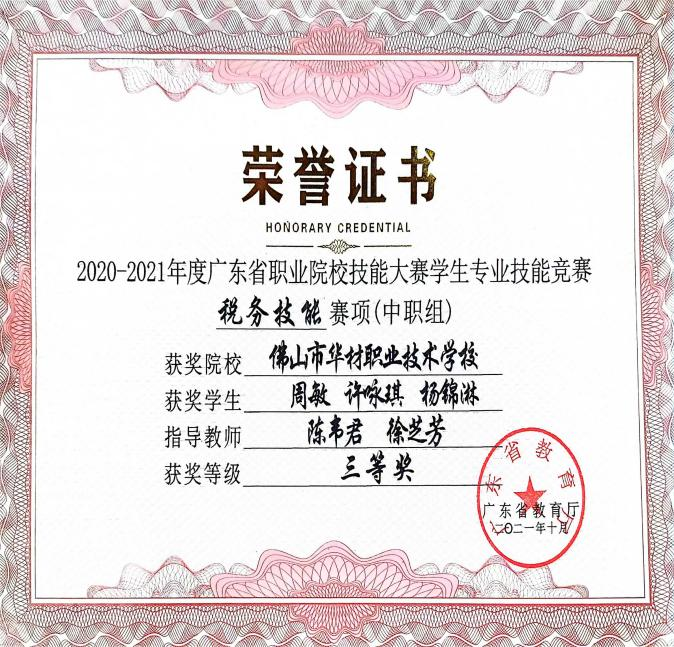 荣誉证书
HONORARY CREDENTIAL
2020-2021年度广东省职业院校技能大赛学生专业技能竞赛
税务技能赛项(中职组)
获奖院校 佛山市华材职业技术学校
获奖学生 周敏 许咏琪 杨锦淋
指导教师 陈韦君 徐芝芳
获奖等级 三等奖
广东省教育厅
广东省教育厅
二〇二一年十月